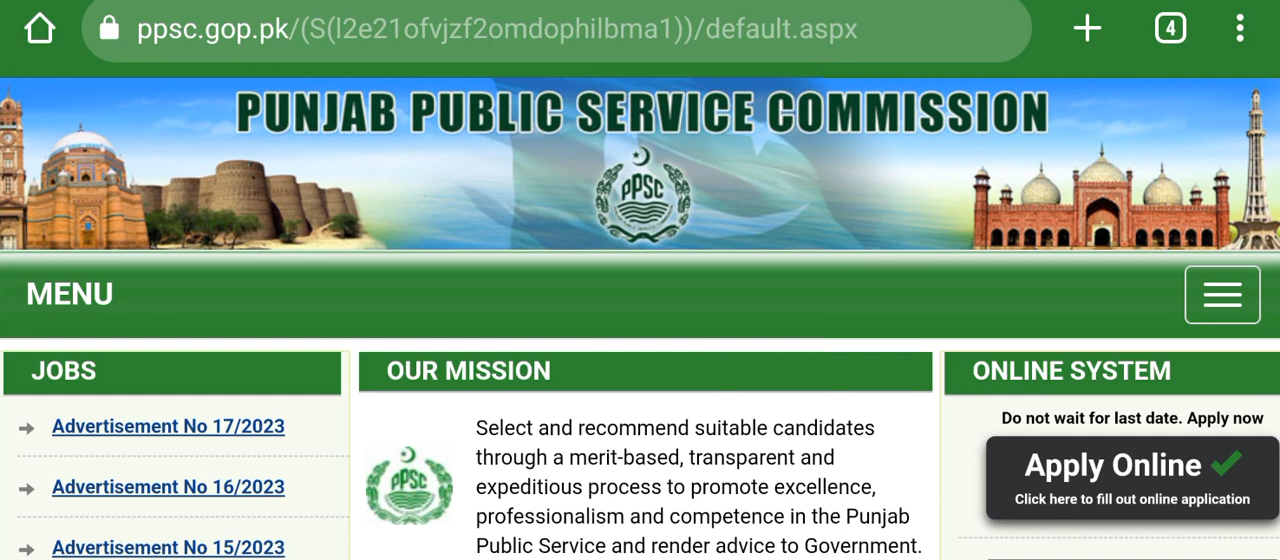 ppsc.gop.pk/(S(l2e21ofvjzf2omdophilbma1))/default.aspx
4
PUNJAB PUBLIC SERVICE COMMISSION
PPSC
MENU
JOBS
Advertisement No 17/2023
Advertisement No 16/2023
Advertisement No 15/2023
OUR MISSION
PPSC
Select and recommend suitable candidates
through a merit-based, transparent and
expeditious process to promote excellence,
professionalism and competence in the Punjab
Public Service and render advice to Government.
ONLINE SYSTEM
Do not wait for last date. Apply now
Apply Online
Click here to fill out online application